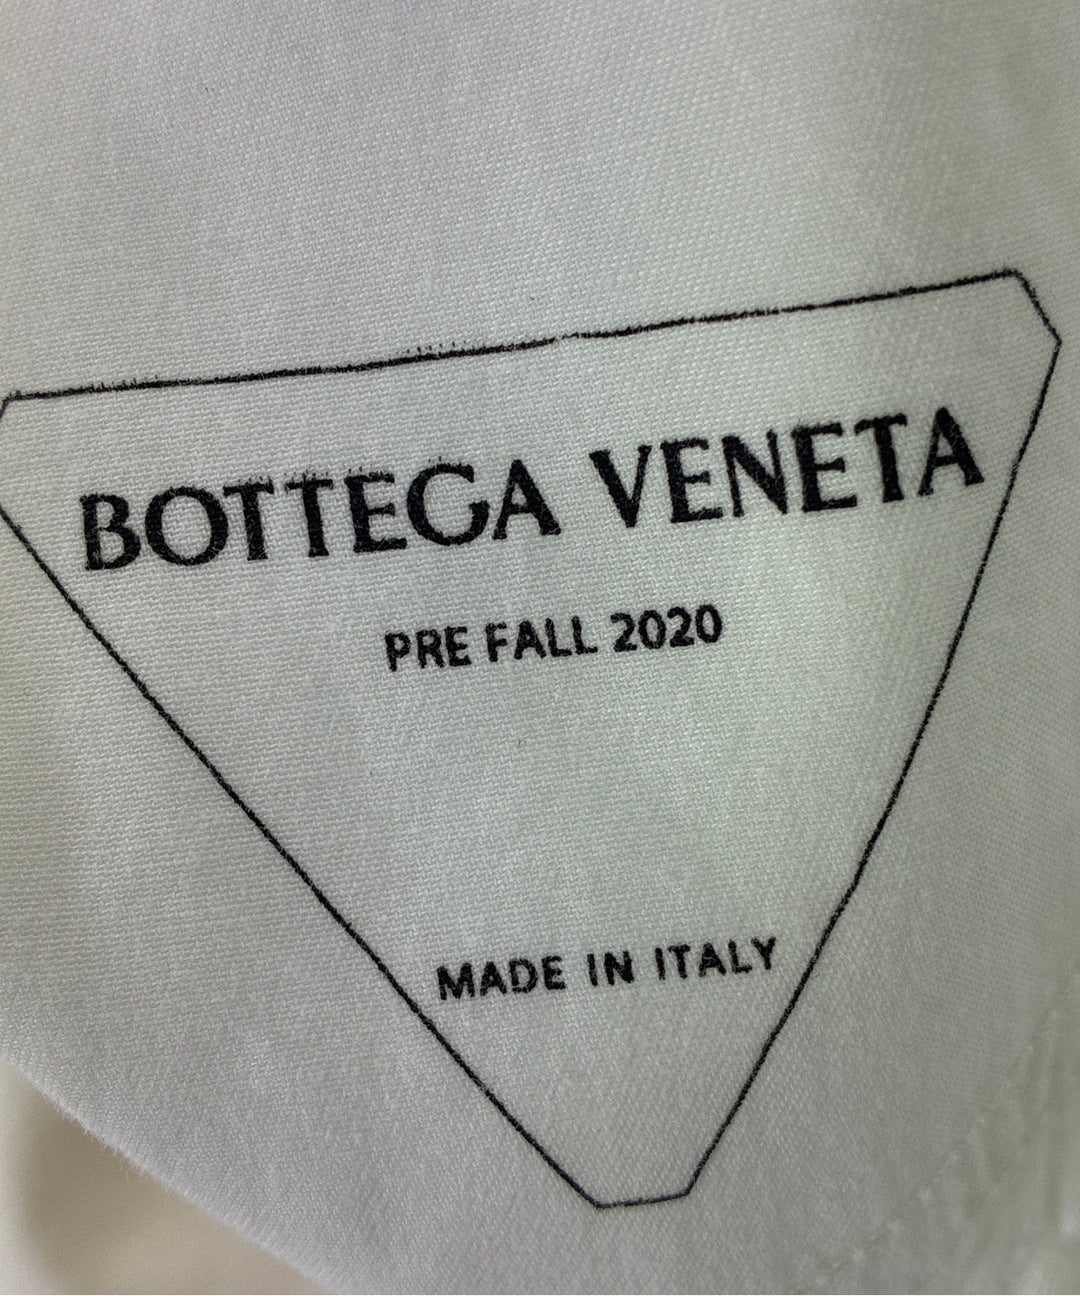 BOTTEGA VENETA
PRE FALL 2020
MADE IN ITALY